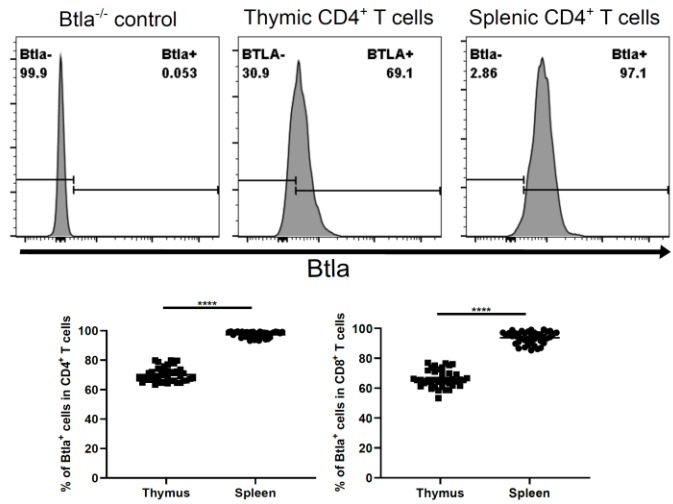 Btla-/- control
Thymic CD4+ T cells
Splenic CD4+ T cells
Btla- Btla+
99.9 0.053
BTLA- BTLA+
30.9 69.1
Btla- Btla+
2.86 97.1
Btla
% of Btla+ cells in CD4+ T cells
100
80
60
40
20
0
****
Thymus Spleen
% of Btla+ cells in CD8+ T cells
100
80
60
40
20
0
****
Thymus Spleen